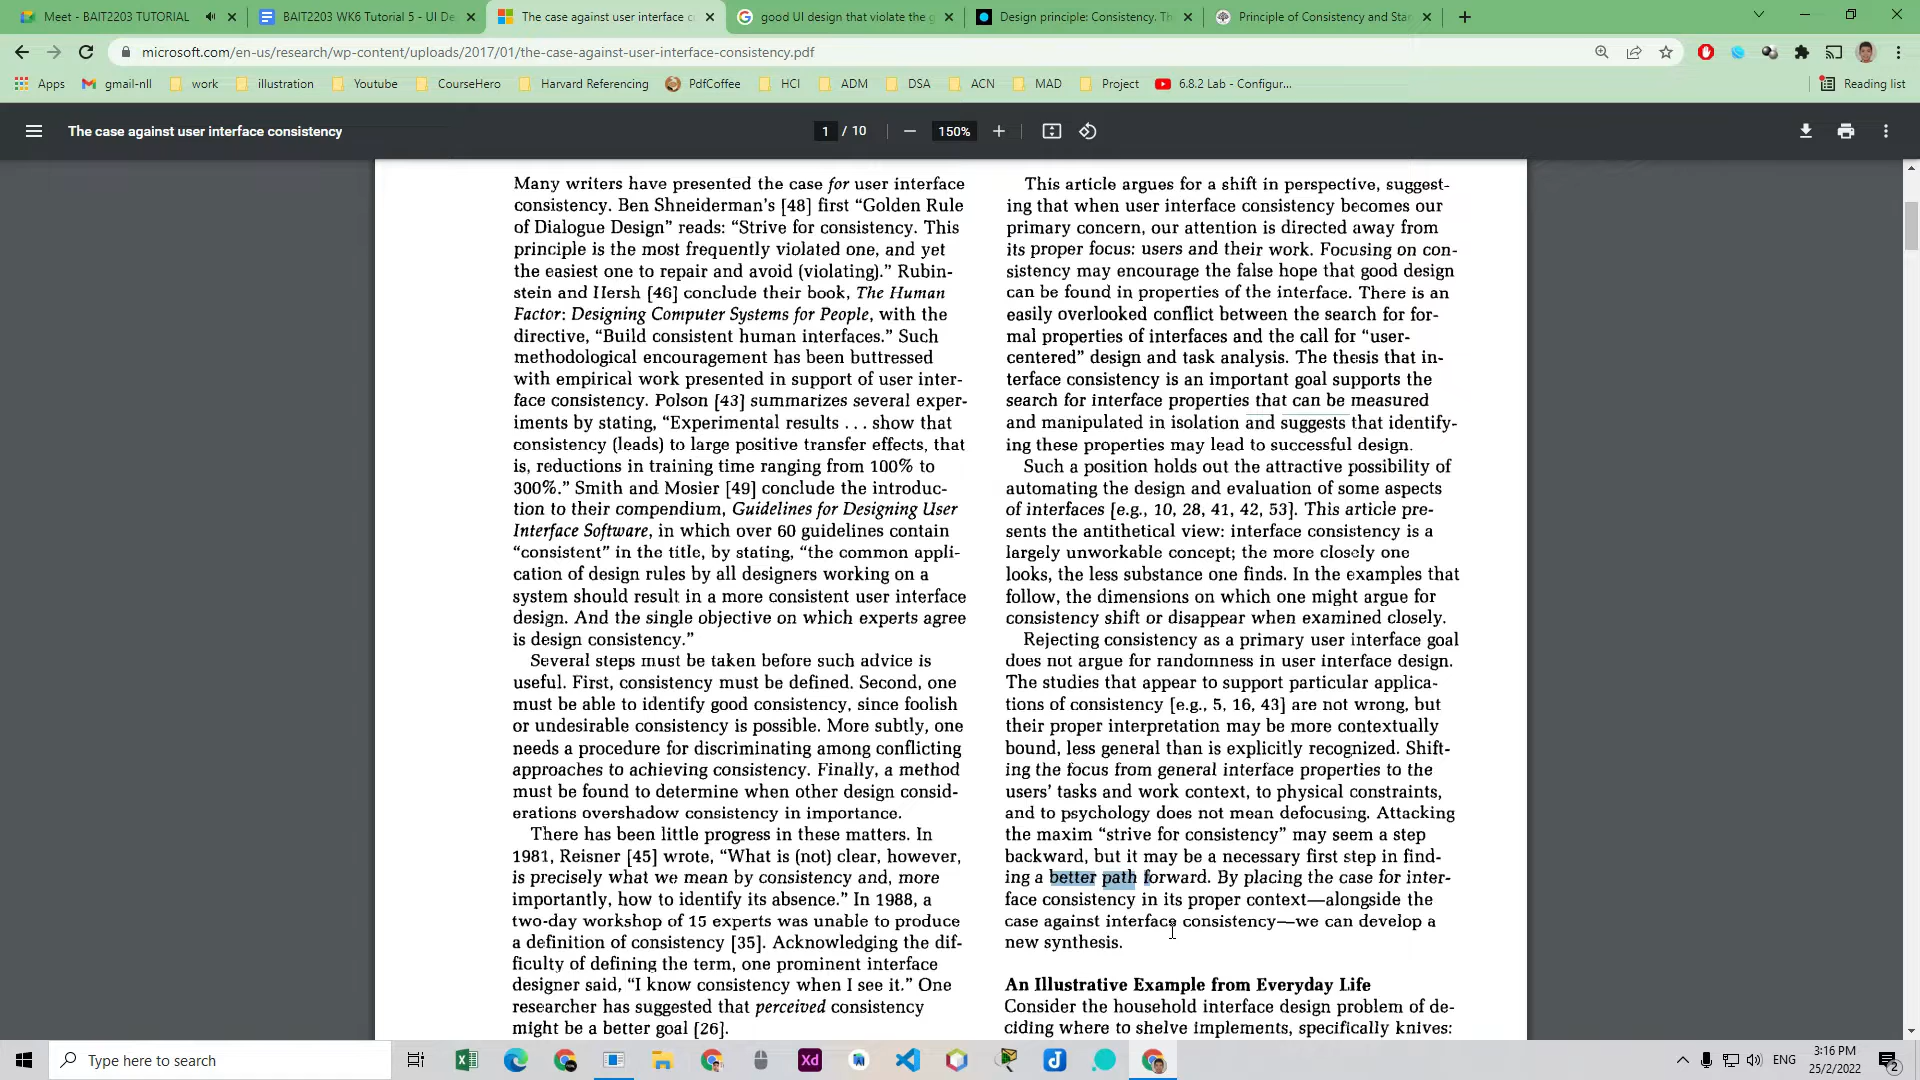 Meet - BAIT2203 TUTORIAL
BAIT2203 WK6 Tutorial 5 - UI De
The case against user interface c
good UI design that violate the g
Design principle: Consistency. Th
Principle of Consistency and Star
microsoft.com/en-us/research/wp-content/uploads/2017/01/the-case-against-user-interface-consistency.pdf
Apps
gmail-nll
work
illustration
Youtube
CourseHero
Harvard Referencing
PdfCoffee
HCI
ADM
DSA
ACN
MAD
Project
6.8.2 Lab - Configur...
Reading list
The case against user interface consistency
1 / 10
150%
Many writers have presented the case for user interface
consistency. Ben Shneiderman's [48] first “Golden Rule
of Dialogue Design” reads: “Strive for consistency. This
principle is the most frequently violated one, and yet
the easiest one to repair and avoid (violating).” Rubin-
stein and Hersh [46] conclude their book, The Human
Factor: Designing Computer Systems for People, with the
directive, “Build consistent human interfaces.” Such
methodological encouragement has been buttressed
with empirical work presented in support of user inter-
face consistency. Polson [43] summarizes several exper-
iments by stating, “Experimental results . . . show that
consistency (leads) to large positive transfer effects, that
is, reductions in training time ranging from 100% to
300%.” Smith and Mosier [49] conclude the introduc-
tion to their compendium, Guidelines for Designing User
Interface Software, in which over 60 guidelines contain
“consistent” in the title, by stating, “the common appli-
cation of design rules by all designers working on a
system should result in a more consistent user interface
design. And the single objective on which experts agree
is design consistency.”
Several steps must be taken before such advice is
useful. First, consistency must be defined. Second, one
must be able to identify good consistency, since foolish
or undesirable consistency is possible. More subtly, one
needs a procedure for discriminating among conflicting
approaches to achieving consistency. Finally, a method
must be found to determine when other design consid-
erations overshadow consistency in importance.
There has been little progress in these matters. In
1981, Reisner [45] wrote, “What is (not) clear, however,
is precisely what we mean by consistency and, more
importantly, how to identify its absence.” In 1988, a
two-day workshop of 15 experts was unable to produce
a definition of consistency [35]. Acknowledging the dif-
ficulty of defining the term, one prominent interface
designer said, “I know consistency when I see it.” One
researcher has suggested that perceived consistency
might be a better goal [26].
This article argues for a shift in perspective, suggest-
ing that when user interface consistency becomes our
primary concern, our attention is directed away from
its proper focus: users and their work. Focusing on con-
sistency may encourage the false hope that good design
can be found in properties of the interface. There is an
easily overlooked conflict between the search for for-
mal properties of interfaces and the call for “user-
centered” design and task analysis. The thesis that in-
terface consistency is an important goal supports the
search for interface properties that can be measured
and manipulated in isolation and suggests that identify-
ing these properties may lead to successful design.
Such a position holds out the attractive possibility of
automating the design and evaluation of some aspects
of interfaces [e.g., 10, 28, 41, 42, 53]. This article pre-
sents the antithetical view: interface consistency is a
largely unworkable concept; the more closely one
looks, the less substance one finds. In the examples that
follow, the dimensions on which one might argue for
consistency shift or disappear when examined closely.
Rejecting consistency as a primary user interface goal
does not argue for randomness in user interface design.
The studies that appear to support particular applica-
tions of consistency [e.g., 5, 16, 43] are not wrong, but
their proper interpretation may be more contextually
bound, less general than is explicitly recognized. Shift-
ing the focus from general interface properties to the
users' tasks and work context, to physical constraints,
and to psychology does not mean defocusing. Attacking
the maxim “strive for consistency” may seem a step
backward, but it may be a necessary first step in find-
ing a better path forward. By placing the case for inter-
face consistency in its proper context—alongside the
case against interface consistency—we can develop a
new synthesis.
An Illustrative Example from Everyday Life
Consider the household interface design problem of de-
ciding where to shelve implements, specifically knives:
Type here to search
Xd
ENG
3:16 PM
25/2/2022
2